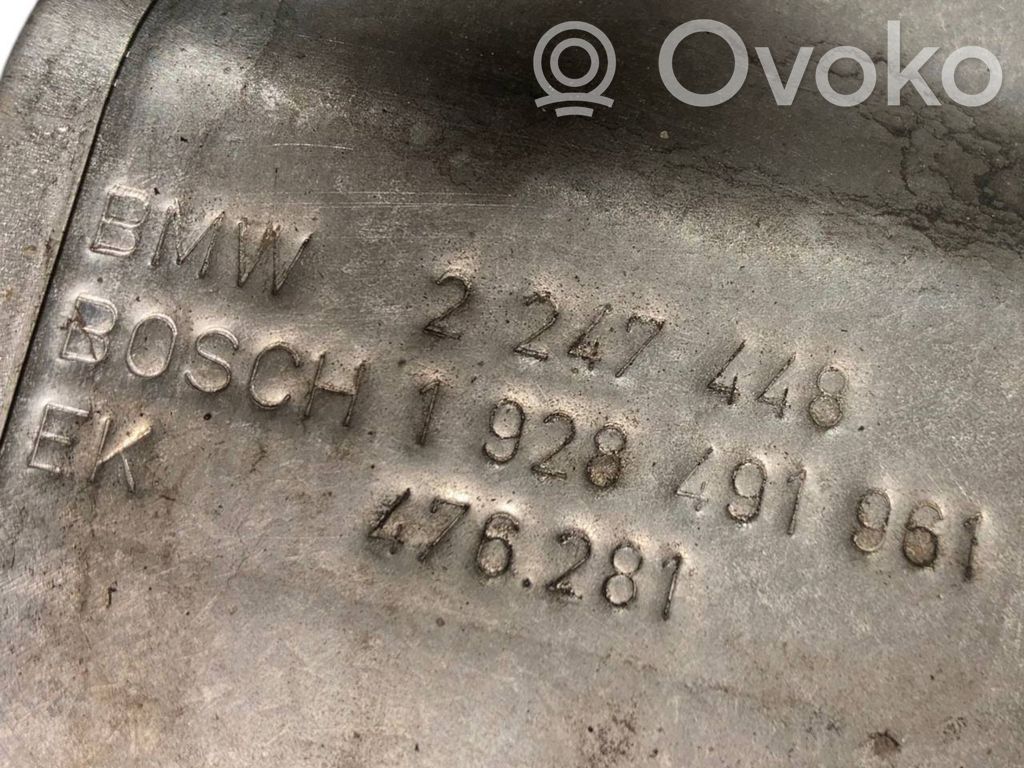 Ovoko
BMW 2 247 448
BOSCH 1 928 491 961
EK 476.281